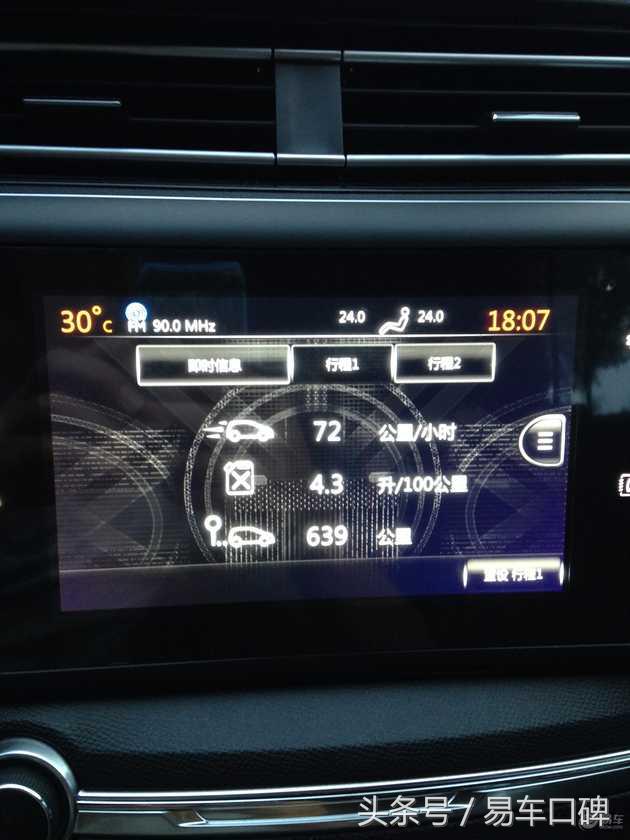 30°C FM 90.0 MHz 24.0 24.0 18:07
即时信息 行程1 行程2
72 公里/小时
4.3 升/100公里
639 公里
重设 行程1
头条号 / 易车口碑